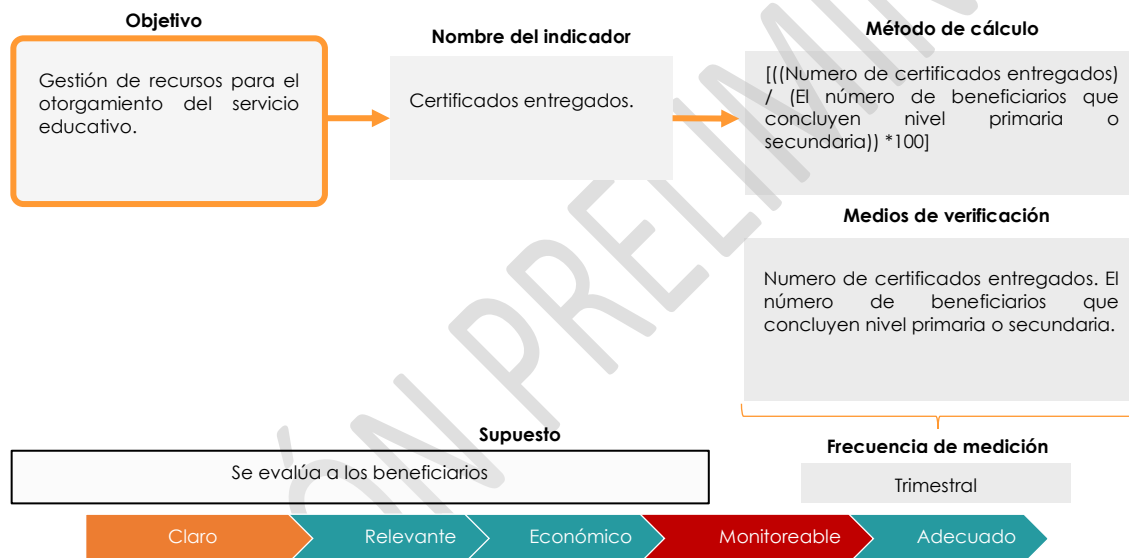 Objetivo
Gestión de recursos para el
otorgamiento del servicio
educativo.
Nombre del indicador
Certificados entregados.
Método de cálculo
[((Numero de certificados entregados)
/ (El número de beneficiarios que
concluyen nivel primaria o
secundaria)) *100]
Medios de verificación
Numero de certificados entregados. El
número de beneficiarios que
concluyen nivel primaria o secundaria.
Supuesto
Se evalúa a los beneficiarios
Frecuencia de medición
Trimestral
Claro
Relevante
Económico
Monitoreable
Adecuado
ÓN PRELIMIN